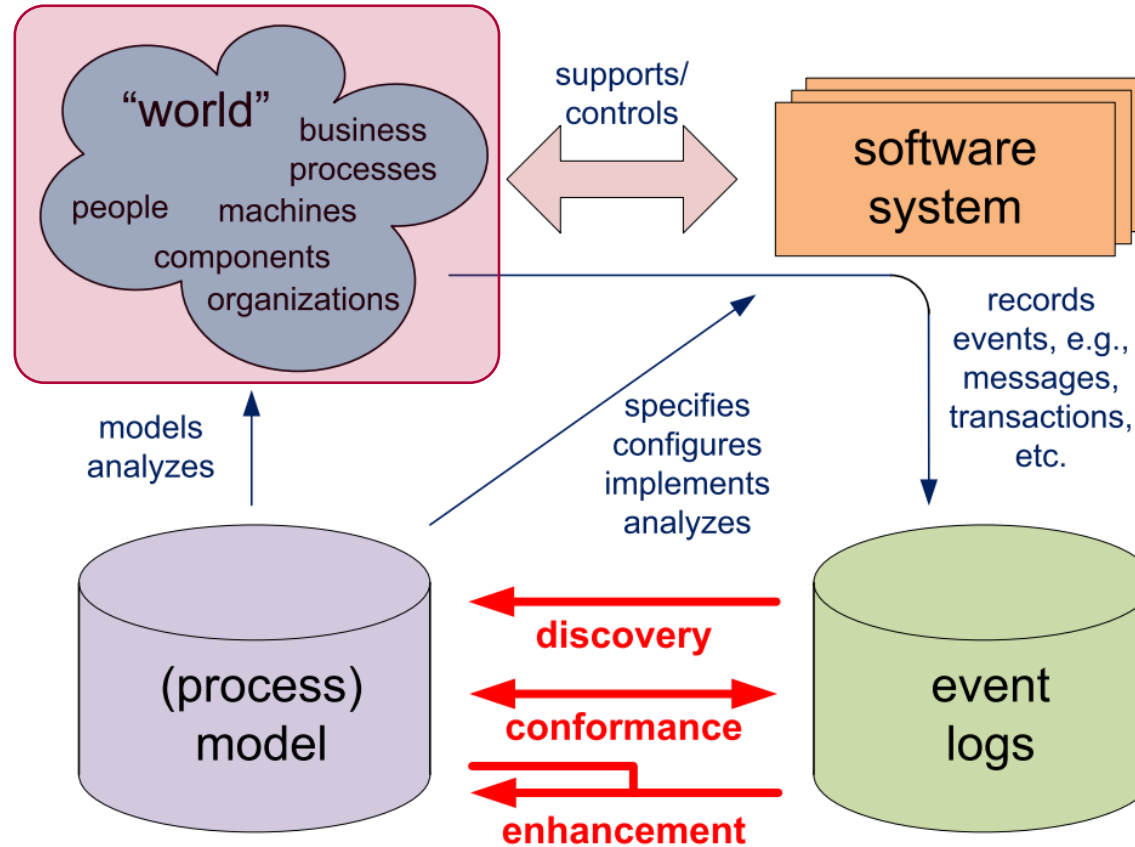 “world”
business
processes
people
machines
components
organizations
supports/
controls
software
system
records
events, e.g.,
messages,
transactions,
etc.
models
analyzes
specifies
configures
implements
analyzes
(process)
model
discovery
conformance
enhancement
event
logs